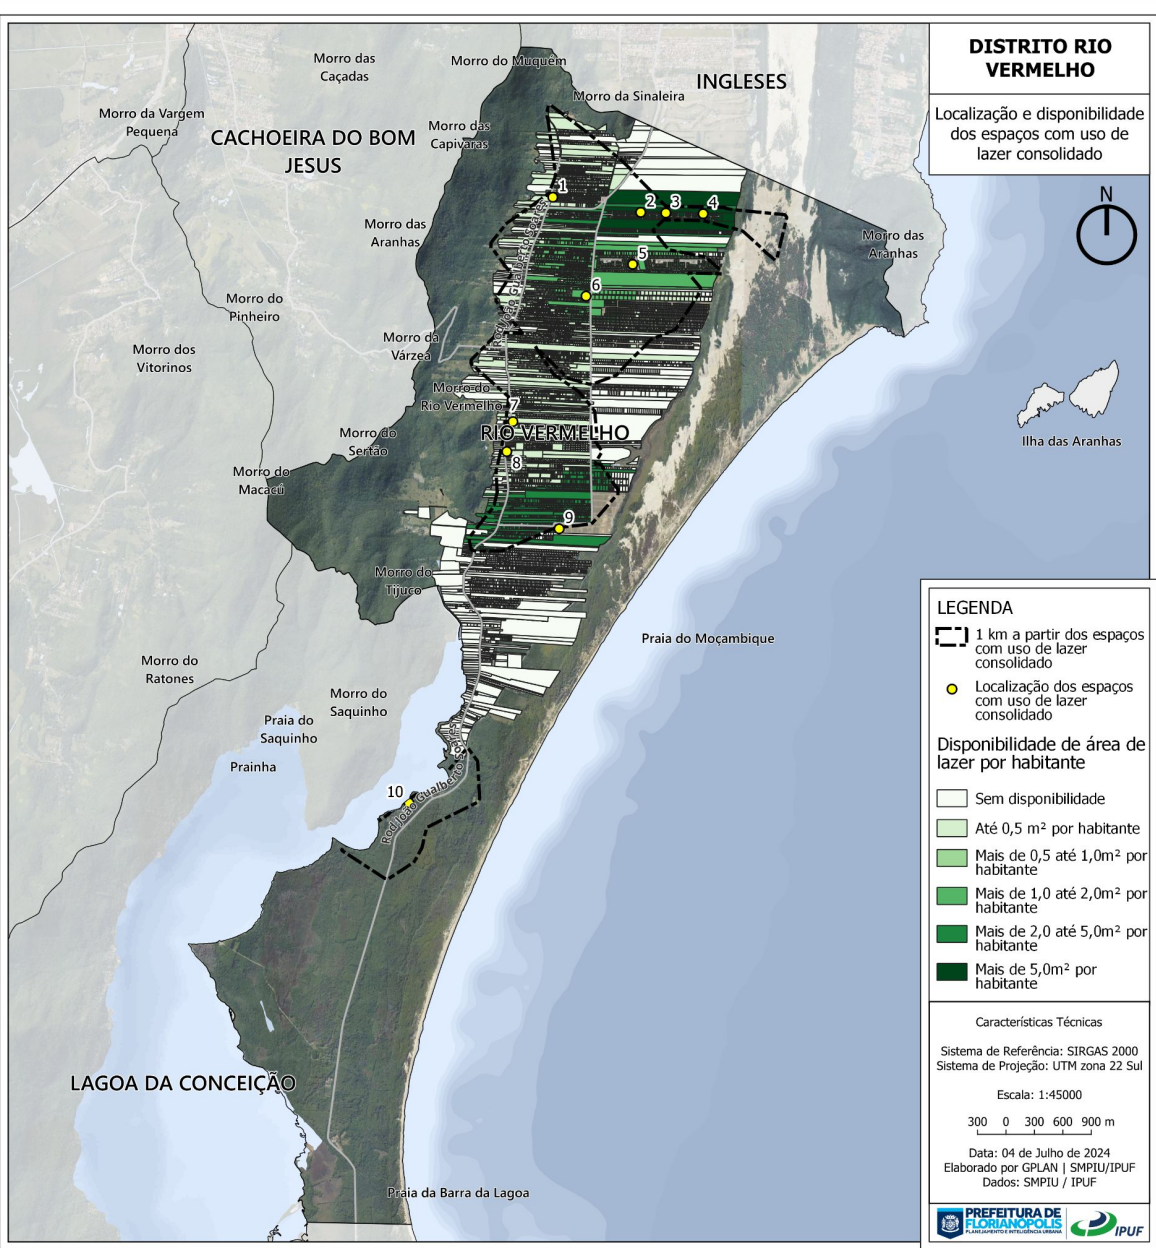 DISTRITO RIO
VERMELHO
Localização e disponibilidade
dos espaços com uso de
lazer consolidado
N
Morro das
Caçadas
Morro do Muquém
INGLESES
Morro da Sinaleira
Morro da Vargem
Pequena
CACHOEIRA DO BOM
JESUS
Morro das
Capivaras
1
2
3
4
Morro das
Aranhas
Morro das
Aranhas
5
6
Rod João Gualberto Soares
Morro do
Pinheiro
Morro da
Várzea
Morro dos
Vitorinos
Morro do
Rio Vermelho
7
RIO VERMELHO
Morro do
Sertão
8
Ilha das Aranhas
Morro do
Macacú
9
Morro do
Tijuco
Praia do Moçambique
Morro do
Ratones
Morro do
Saquinho
Praia do
Saquinho
Prainha
10
Rod João Gualberto Soares
LAGOA DA CONCEIÇÃO
Praia da Barra da Lagoa
LEGENDA
1 km a partir dos espaços
com uso de lazer
consolidado
Localização dos espaços
com uso de lazer
consolidado
Disponibilidade de área de
lazer por habitante
Sem disponibilidade
Até 0,5 m² por habitante
Mais de 0,5 até 1,0m² por
habitante
Mais de 1,0 até 2,0m² por
habitante
Mais de 2,0 até 5,0m² por
habitante
Mais de 5,0m² por
habitante
Características Técnicas
Sistema de Referência: SIRGAS 2000
Sistema de Projeção: UTM zona 22 Sul
Escala: 1:45000
300 0 300 600 900 m
Data: 04 de Julho de 2024
Elaborado por GPLAN | SMPIU/IPUF
Dados: SMPIU / IPUF
PREFEITURA DE
FLORIANÓPOLIS
PLANEJAMENTO E INTELIGÊNCIA URBANA
IPUF